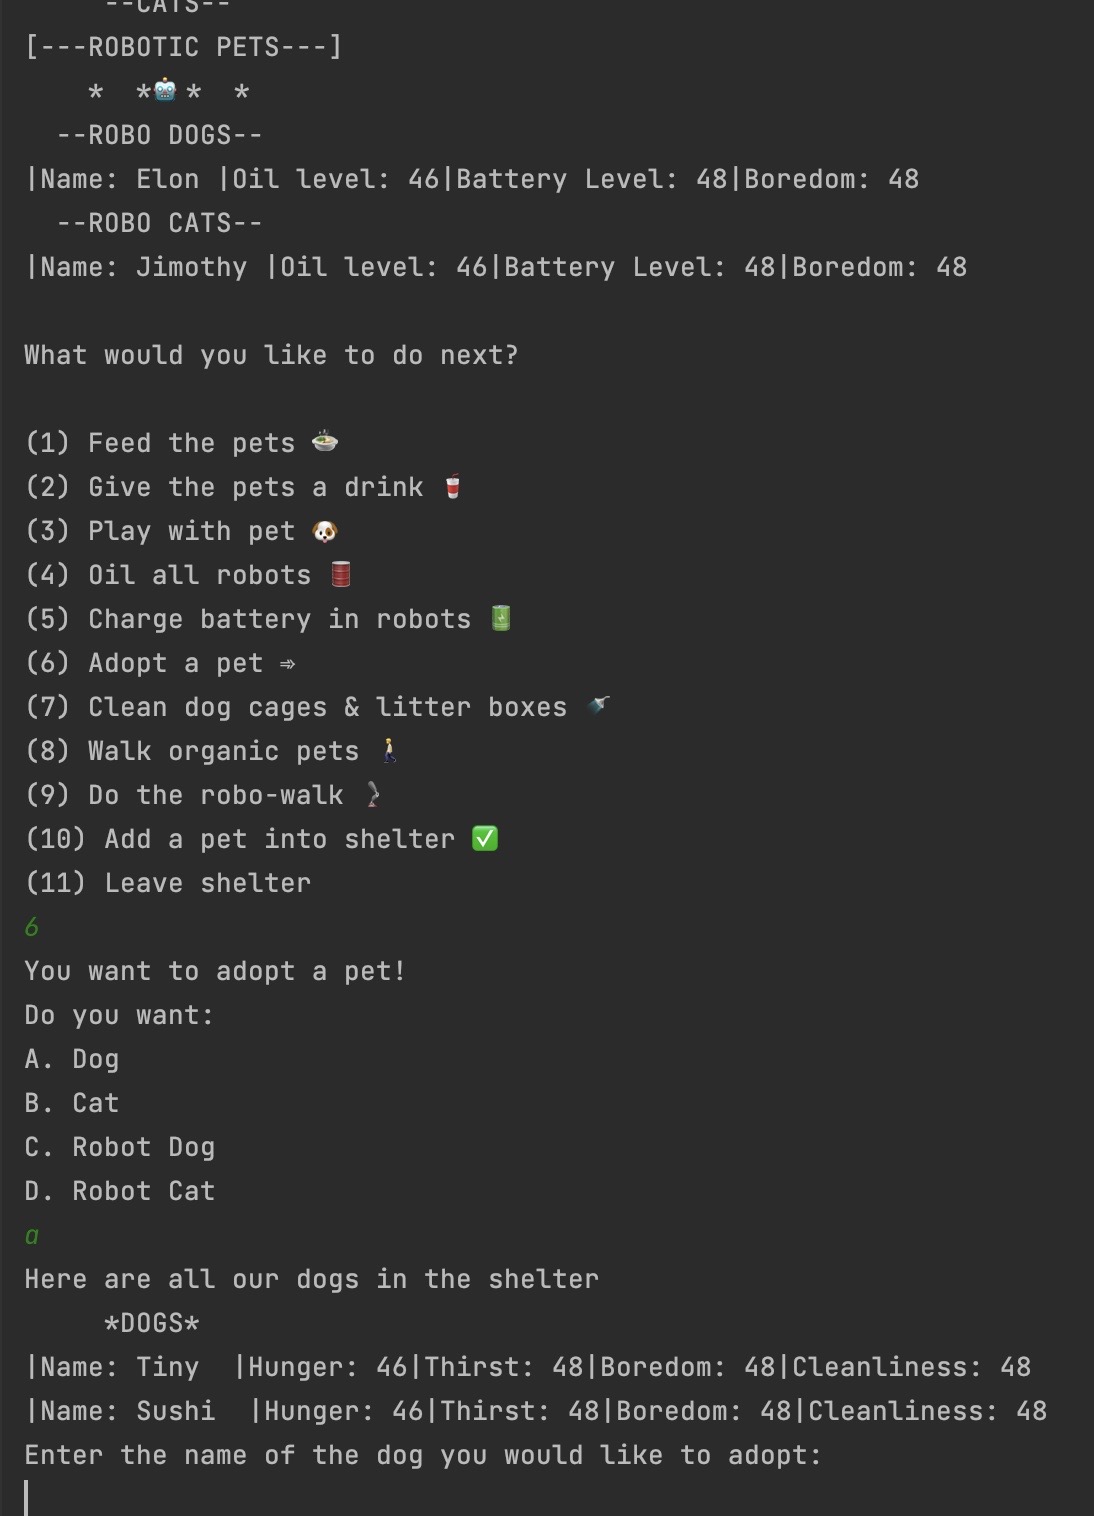 --CATS--
[---ROBOTIC PETS---]
*  *🤖*  *
--ROBO DOGS--
|Name: Elon |Oil level: 46|Battery Level: 48|Boredom: 48
--ROBO CATS--
|Name: Jimothy |Oil level: 46|Battery Level: 48|Boredom: 48
What would you like to do next?
(1) Feed the pets 🍲
(2) Give the pets a drink 🥤
(3) Play with pet 🐶
(4) Oil all robots 🛢
(5) Charge battery in robots 🔋
(6) Adopt a pet ➾
(7) Clean dog cages & litter boxes 🚿
(8) Walk organic pets 🚶
(9) Do the robo-walk 🦿
(10) Add a pet into shelter ✅
(11) Leave shelter
6
You want to adopt a pet!
Do you want:
A. Dog
B. Cat
C. Robot Dog
D. Robot Cat
a
Here are all our dogs in the shelter
*DOGS*
|Name: Tiny  |Hunger: 46|Thirst: 48|Boredom: 48|Cleanliness: 48
|Name: Sushi  |Hunger: 46|Thirst: 48|Boredom: 48|Cleanliness: 48
Enter the name of the dog you would like to adopt: